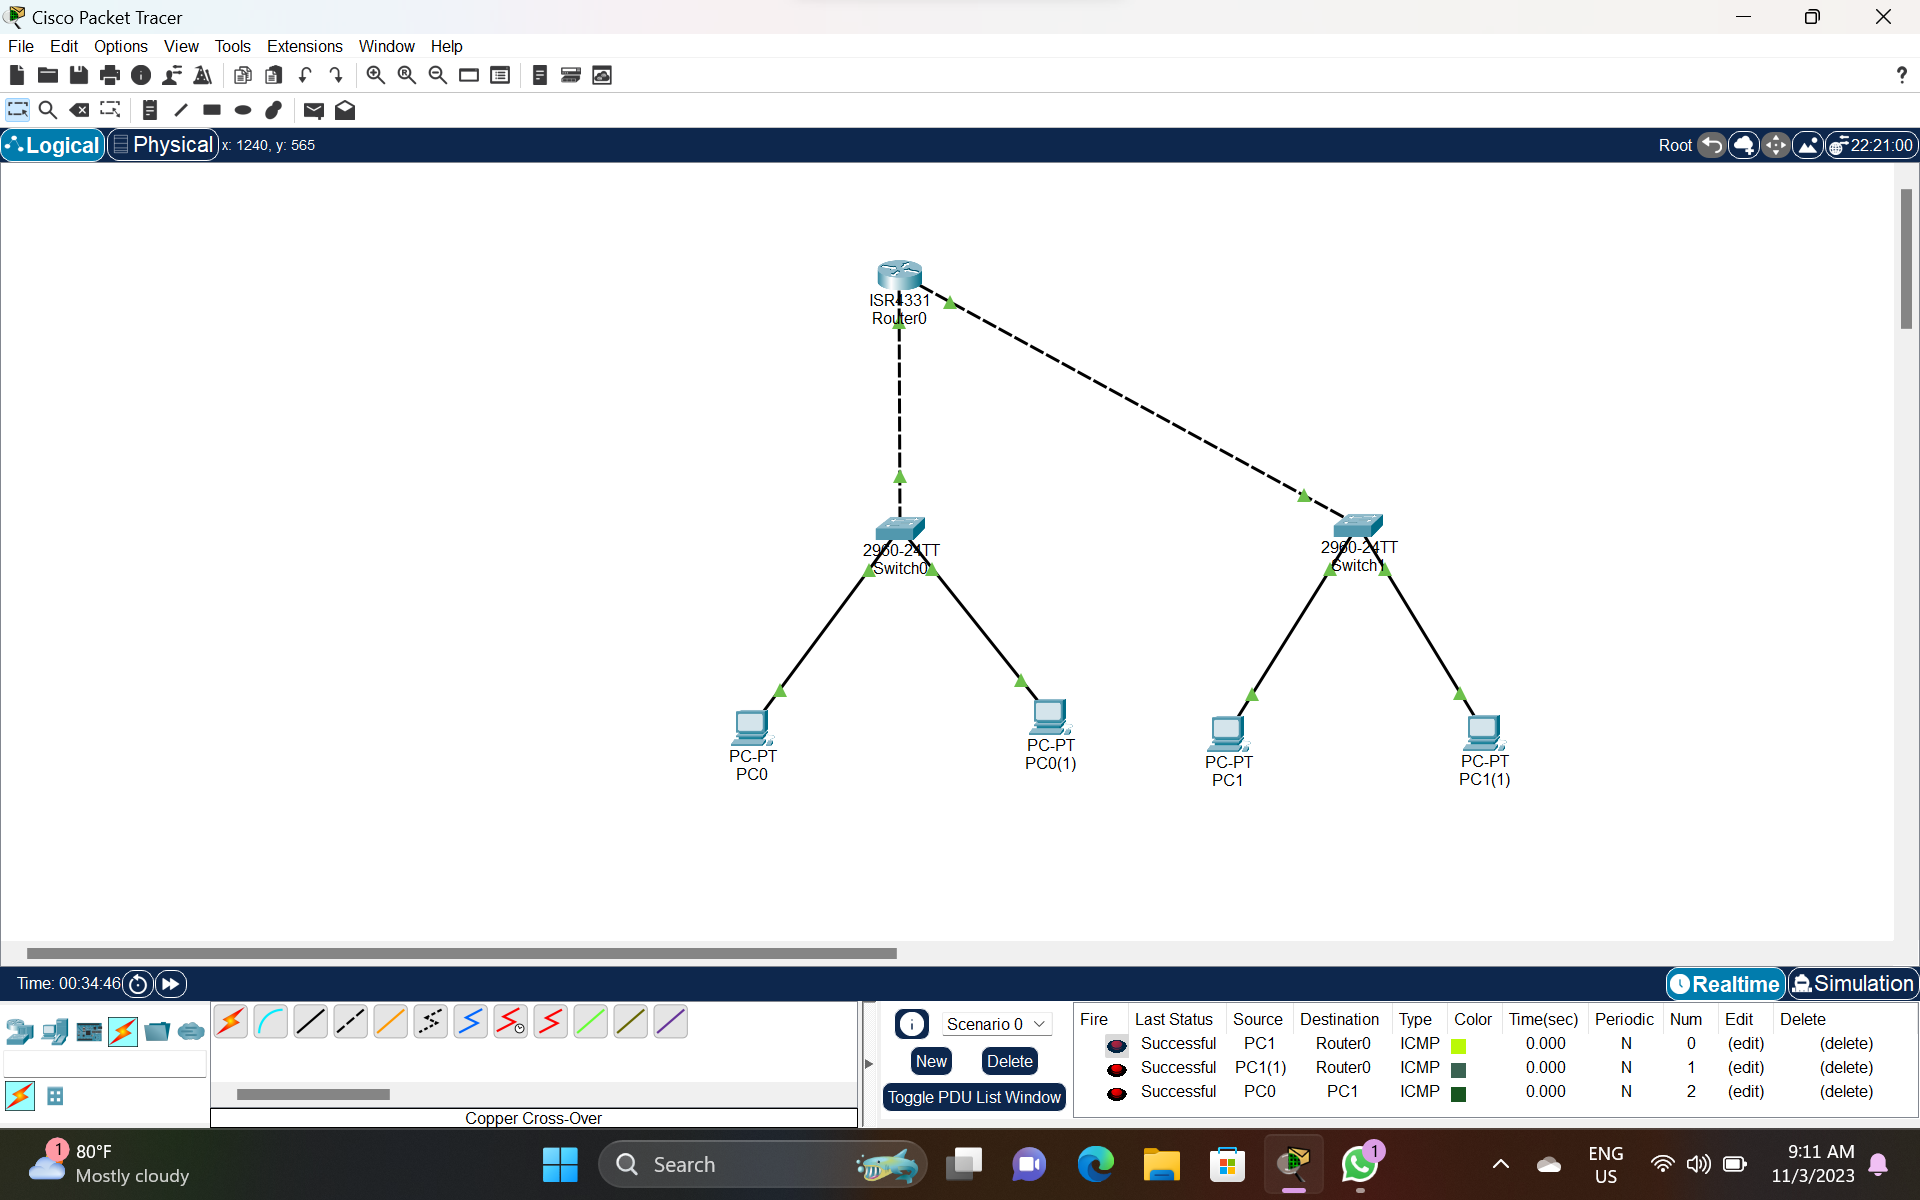 Cisco Packet Tracer
File Edit Options View Tools Extensions Window Help
?
Logical Physical x: 1240, y: 565 Root 22:21:00
ISR4331
Router0
2960-24TT
Switch0
2960-24TT
Switch1
PC-PT
PC0
PC-PT
PC0(1)
PC-PT
PC1
PC-PT
PC1(1)
Time: 00:34:46 Realtime Simulation
Scenario 0
New Delete
Toggle PDU List Window
Fire Last Status Source Destination Type Color Time(sec) Periodic Num Edit Delete
Successful PC1 Router0 ICMP 0.000 N 0 (edit) (delete)
Successful PC1(1) Router0 ICMP 0.000 N 1 (edit) (delete)
Successful PC0 PC1 ICMP 0.000 N 2 (edit) (delete)
Copper Cross-Over
1 80°F
Mostly cloudy
Search
1
ENG
US
9:11 AM
11/3/2023